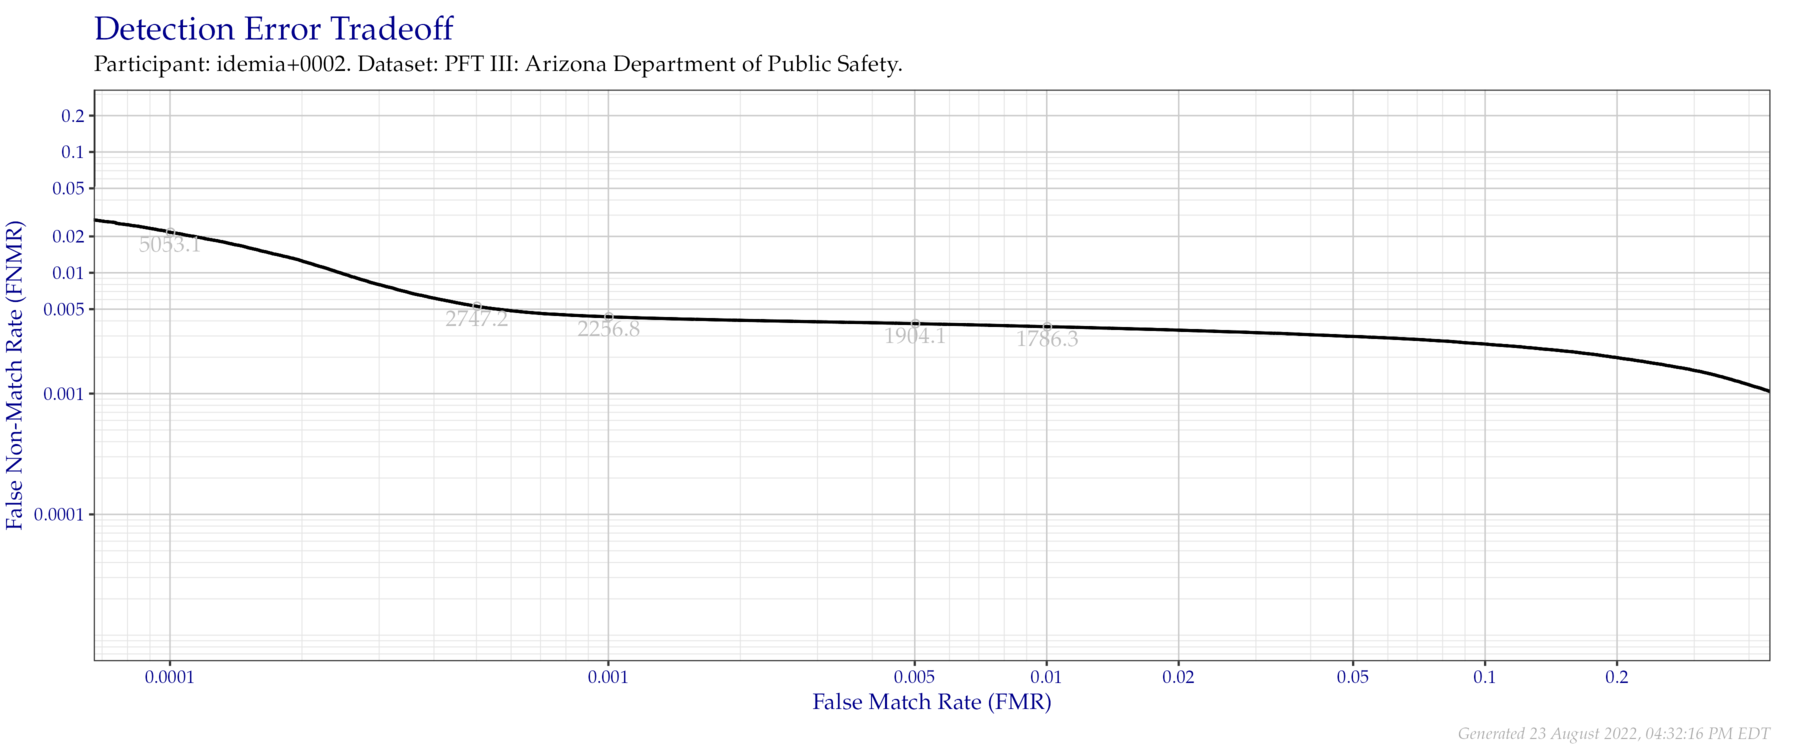 Detection Error Tradeoff
Participant: idemia+0002. Dataset: PFT III: Arizona Department of Public Safety.
False Non-Match Rate (FNMR)
0.2
0.1
0.05
0.02
0.01
0.005
0.001
0.0001
5053.1
2747.2
2256.8
1904.1
1786.3
0.0001 0.001 0.005 0.01 0.02 0.05 0.1 0.2
False Match Rate (FMR)
Generated 23 August 2022, 04:32:16 PM EDT